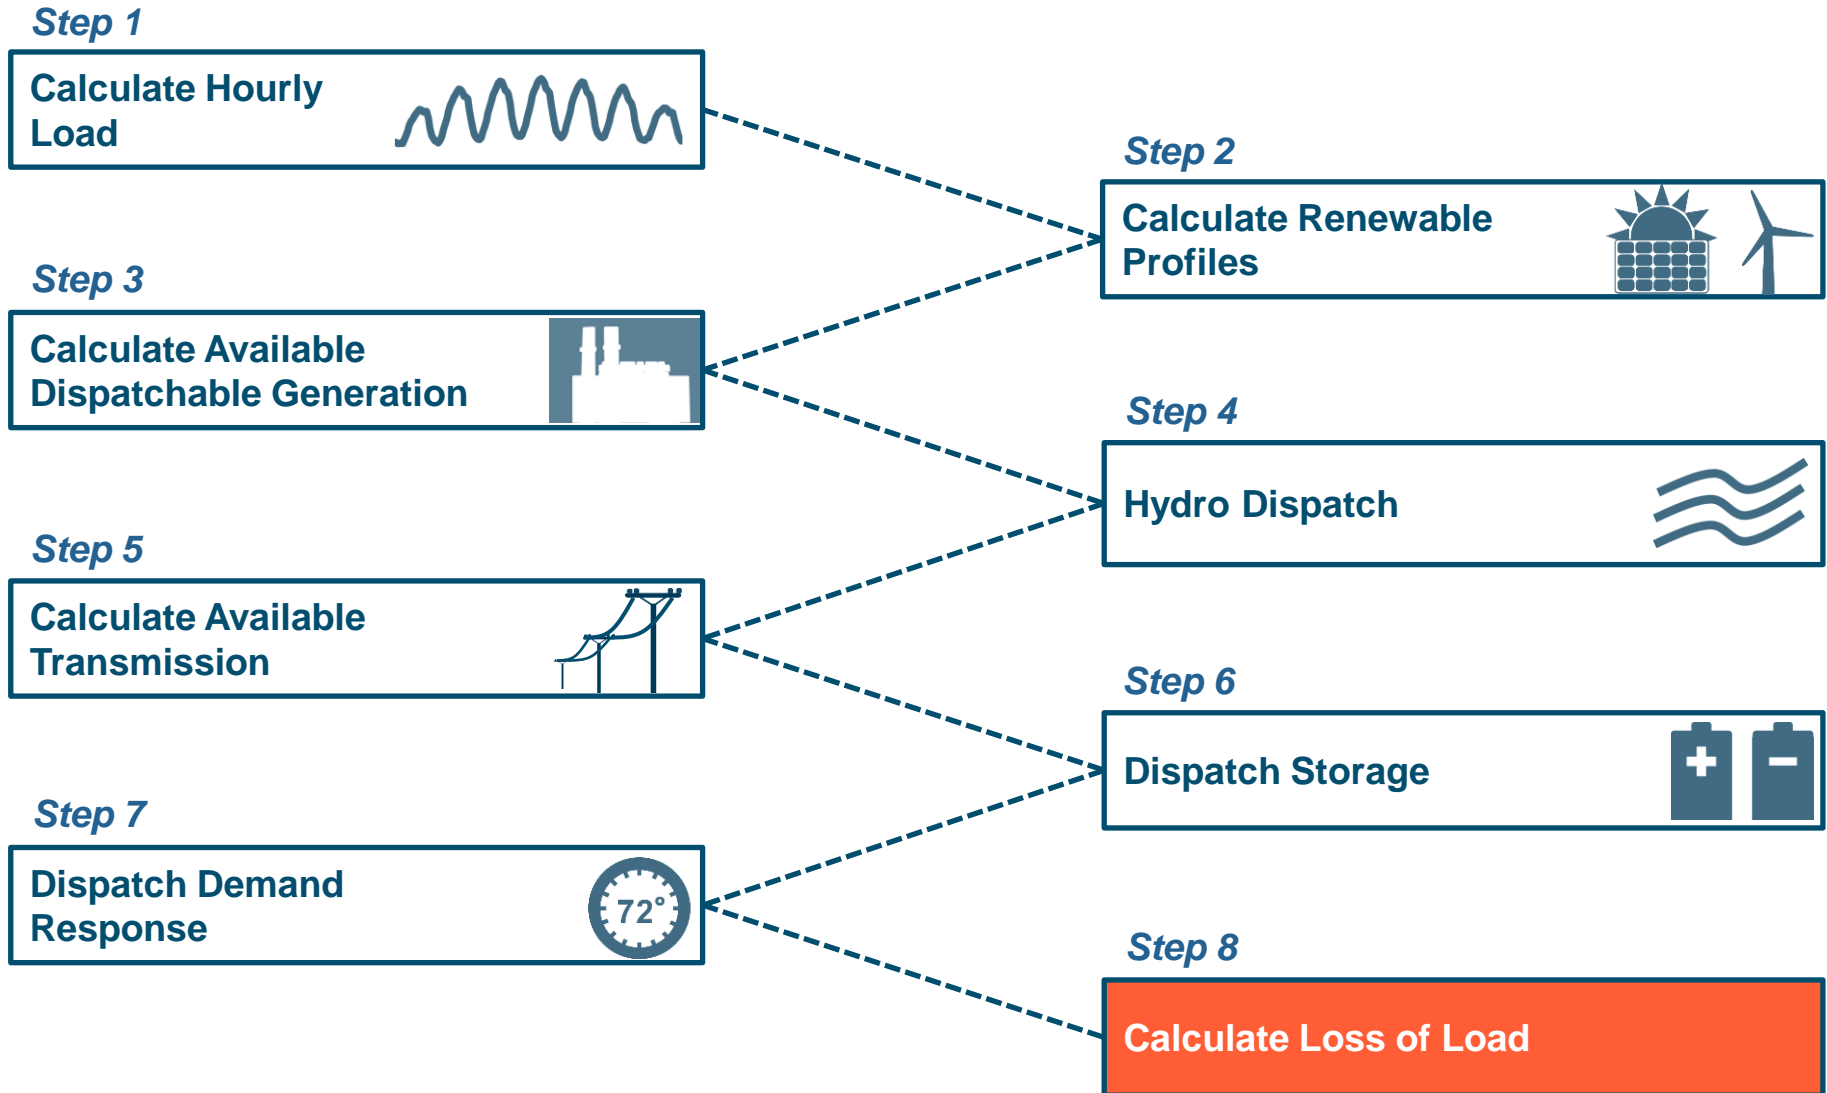 Step 1
Calculate Hourly
Load
Step 2
Calculate Renewable
Profiles
Step 3
Calculate Available
Dispatchable Generation
Step 4
Hydro Dispatch
Step 5
Calculate Available
Transmission
Step 6
Dispatch Storage
Step 7
Dispatch Demand
Response
72°
Step 8
Calculate Loss of Load